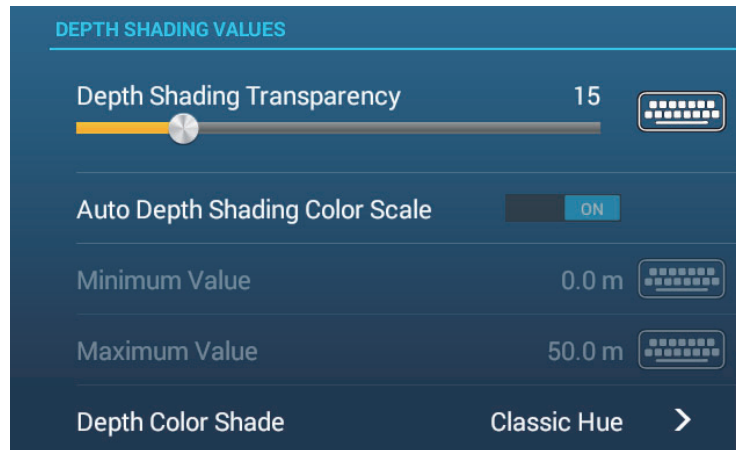 DEPTH SHADING VALUES
Depth Shading Transparency 15
Auto Depth Shading Color Scale ON
Minimum Value 0.0 m
Maximum Value 50.0 m
Depth Color Shade Classic Hue